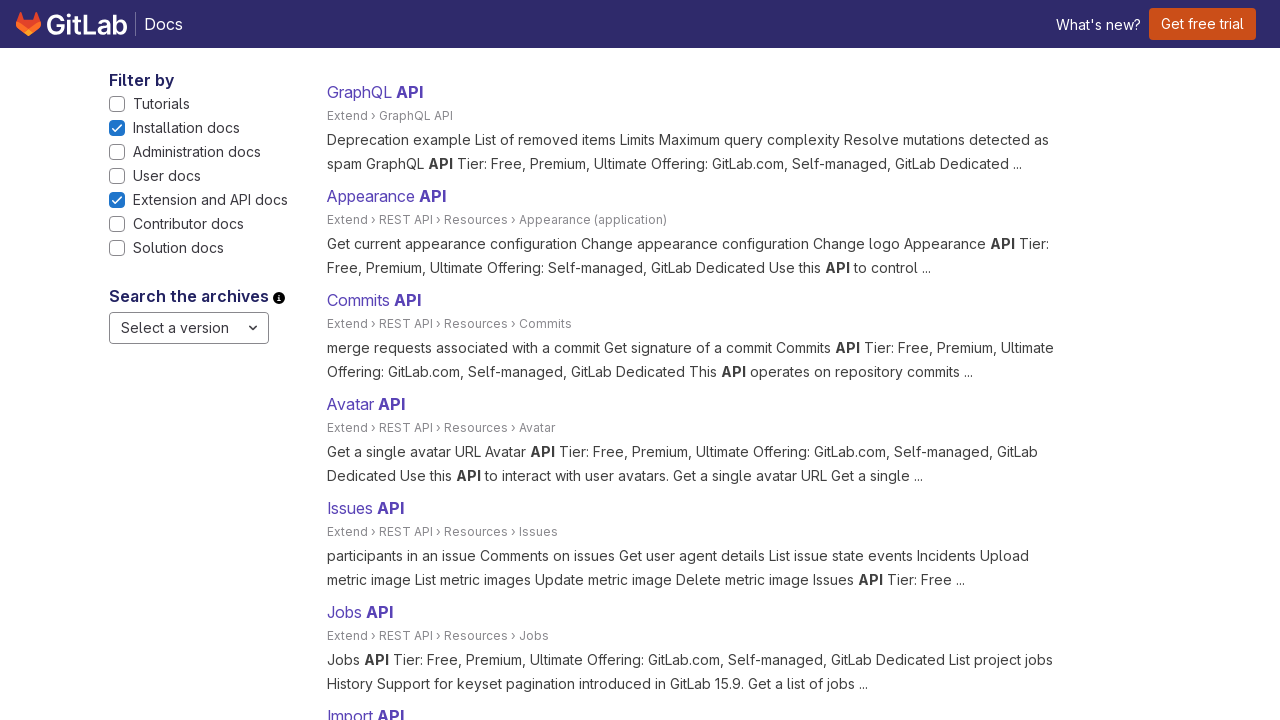 GitLab Docs What's new? Get free trial
Filter by
Tutorials
Installation docs
Administration docs
User docs
Extension and API docs
Contributor docs
Solution docs
Search the archives
Select a version
GraphQL API
Extend › GraphQL API
Deprecation example List of removed items Limits Maximum query complexity Resolve mutations detected as
spam GraphQL API Tier: Free, Premium, Ultimate Offering: GitLab.com, Self-managed, GitLab Dedicated ...
Appearance API
Extend › REST API › Resources › Appearance (application)
Get current appearance configuration Change appearance configuration Change logo Appearance API Tier:
Free, Premium, Ultimate Offering: Self-managed, GitLab Dedicated Use this API to control ...
Commits API
Extend › REST API › Resources › Commits
merge requests associated with a commit Get signature of a commit Commits API Tier: Free, Premium, Ultimate
Offering: GitLab.com, Self-managed, GitLab Dedicated This API operates on repository commits ...
Avatar API
Extend › REST API › Resources › Avatar
Get a single avatar URL Avatar API Tier: Free, Premium, Ultimate Offering: GitLab.com, Self-managed, GitLab
Dedicated Use this API to interact with user avatars. Get a single avatar URL Get a single ...
Issues API
Extend › REST API › Resources › Issues
participants in an issue Comments on issues Get user agent details List issue state events Incidents Upload
metric image List metric images Update metric image Delete metric image Issues API Tier: Free ...
Jobs API
Extend › REST API › Resources › Jobs
Jobs API Tier: Free, Premium, Ultimate Offering: GitLab.com, Self-managed, GitLab Dedicated List project jobs
History Support for keyset pagination introduced in GitLab 15.9. Get a list of jobs ...
Import API